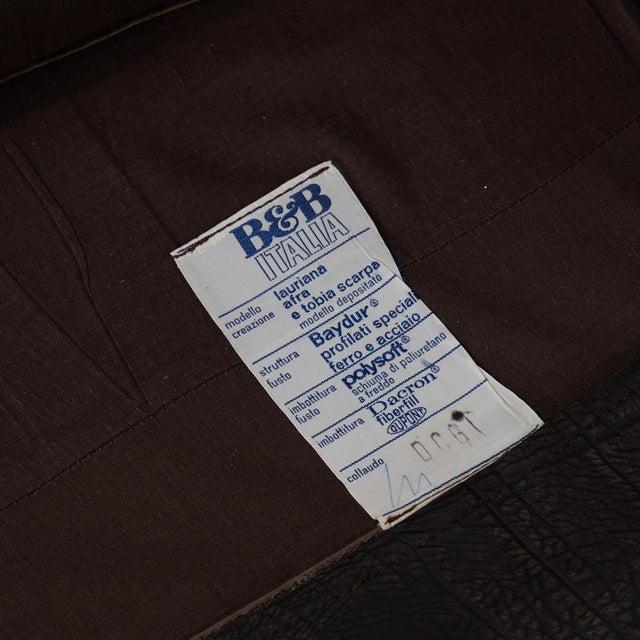 B&B
ITALIA
modello lauriana
creazione afra
e tobia scarpa
modello depositato
struttura Baydur®
fusto profilati speciali
ferro e acciaio
imbottitura polysoft®
fusto schiuma di poliuretano
a freddo
imbottitura Dacron®
fiberfill
DUPONT
collaudo